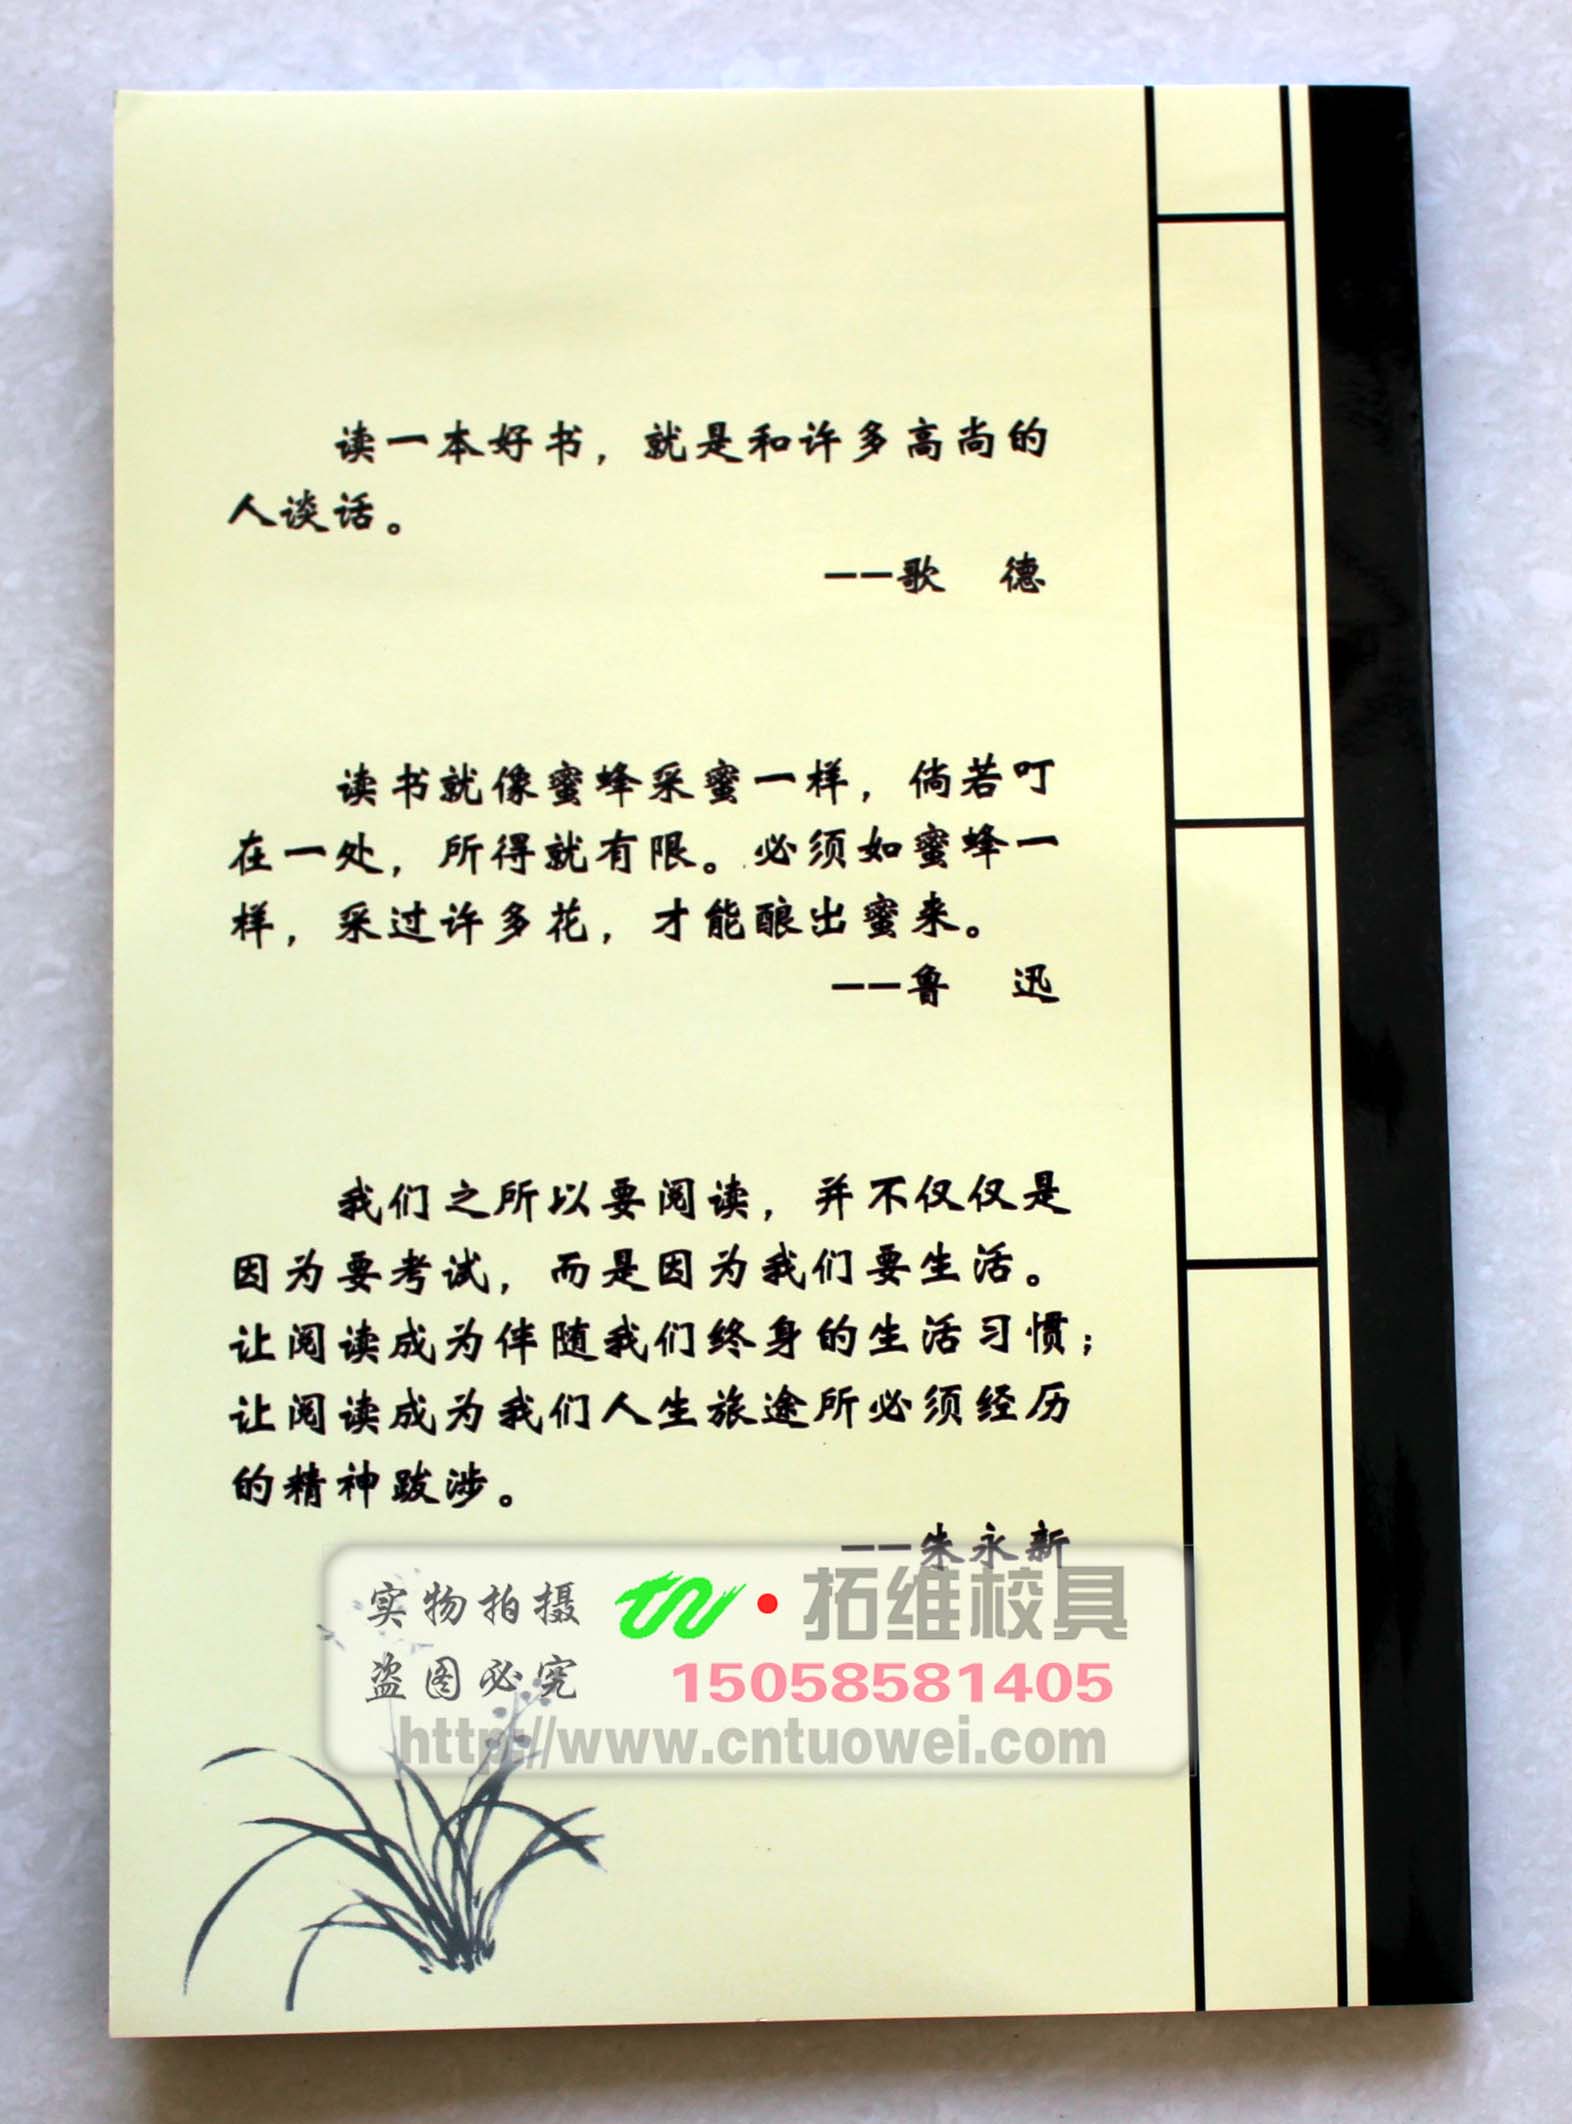 读一本好书，就是和许多高尚的
人谈话。
——歌 德
读书就像蜜蜂采蜜一样，倘若叮
在一处，所得就有限。必须如蜜蜂一
样，采过许多花，才能酿出蜜来。
——鲁 迅
我们之所以要阅读，并不仅仅是
因为要考试，而是因为我们要生活。
让阅读成为伴随我们终身的生活习惯；
让阅读成为我们人生旅途所必须经历
的精神跋涉。
——朱永新
实物拍摄 拓维校具
盗图必究 15058581405
http://www.cntuowei.com